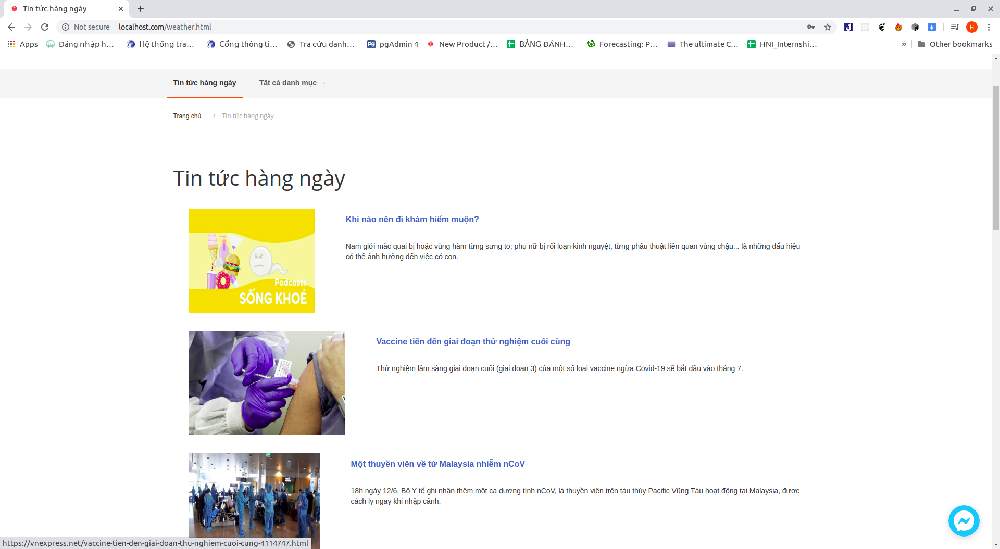 Tin tức hàng ngày
Not secure
localhost.com/weather.html
H
Apps
Đăng nhập h...
Hệ thống tra...
Cổng thông ti...
Tra cứu danh...
pgAdmin 4
New Product /...
BẢNG ĐÁNH...
Forecasting: P...
The ultimate C...
HNI_Internshi...
»
Other bookmarks
Tin tức hàng ngày
Tất cả danh mục
Trang chủ
Tin tức hàng ngày
Tin tức hàng ngày
Podcasts
SỐNG KHOẺ
Khi nào nên đi khám hiếm muộn?
Nam giới mắc quai bị hoặc vùng hàm từng sưng to; phụ nữ bị rối loạn kinh nguyệt, từng phẫu thuật liên quan vùng chậu... là những dấu hiệu
có thể ảnh hưởng đến việc có con.
Vaccine tiến đến giai đoạn thử nghiệm cuối cùng
Thử nghiệm lâm sàng giai đoạn cuối (giai đoạn 3) của một số loại vaccine ngừa Covid-19 sẽ bắt đầu vào tháng 7.
Một thuyền viên về từ Malaysia nhiễm nCoV
18h ngày 12/6, Bộ Y tế ghi nhận thêm một ca dương tính nCoV, là thuyền viên trên tàu thủy Pacific Vũng Tàu hoạt động tại Malaysia, được
cách ly ngay khi nhập cảnh.
https://vnexpress.net/vaccine-tien-den-giai-doan-thu-nghiem-cuoi-cung-4114747.html